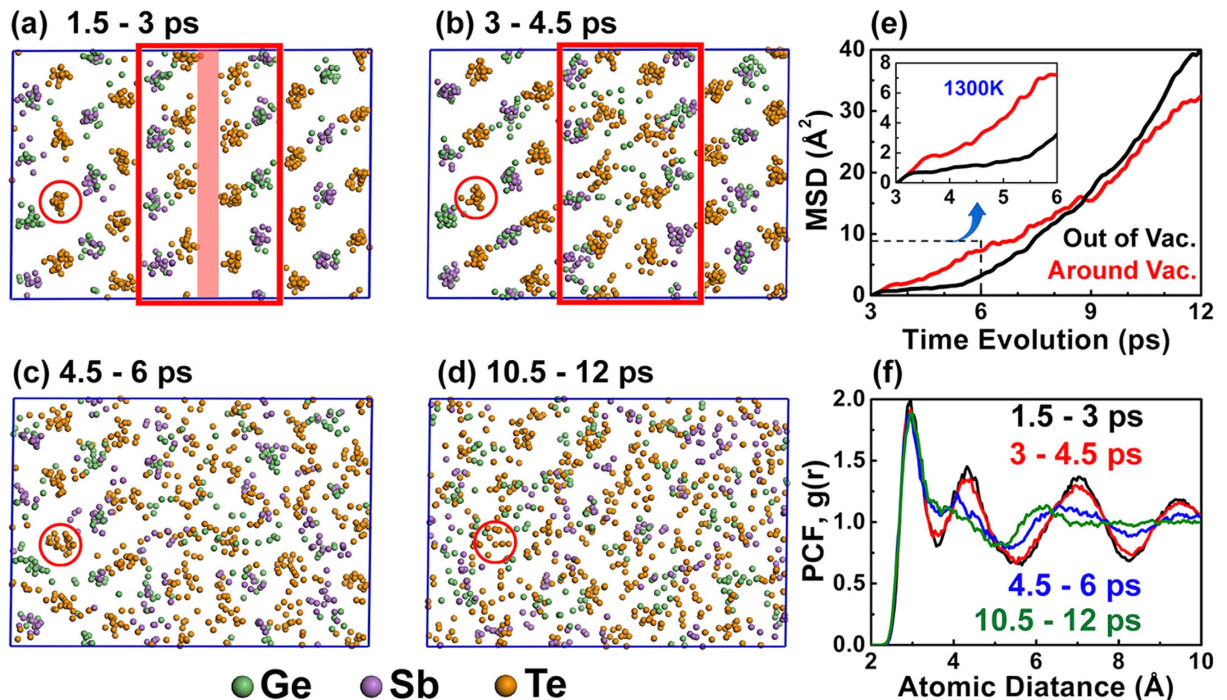 (a) 1.5 - 3 ps
(b) 3 - 4.5 ps
(c) 4.5 - 6 ps
(d) 10.5 - 12 ps
Ge Sb Te
(e)
MSD (Å²)
40
30
20
10
0
8
6
4
2
0
1300K
3 4 5 6
Out of Vac.
Around Vac.
3 6 9 12
Time Evolution (ps)
(f)
PCF, g(r)
2.0
1.5
1.0
0.5
0.0
1.5 - 3 ps
3 - 4.5 ps
4.5 - 6 ps
10.5 - 12 ps
2 4 6 8 10
Atomic Diatance (Å)